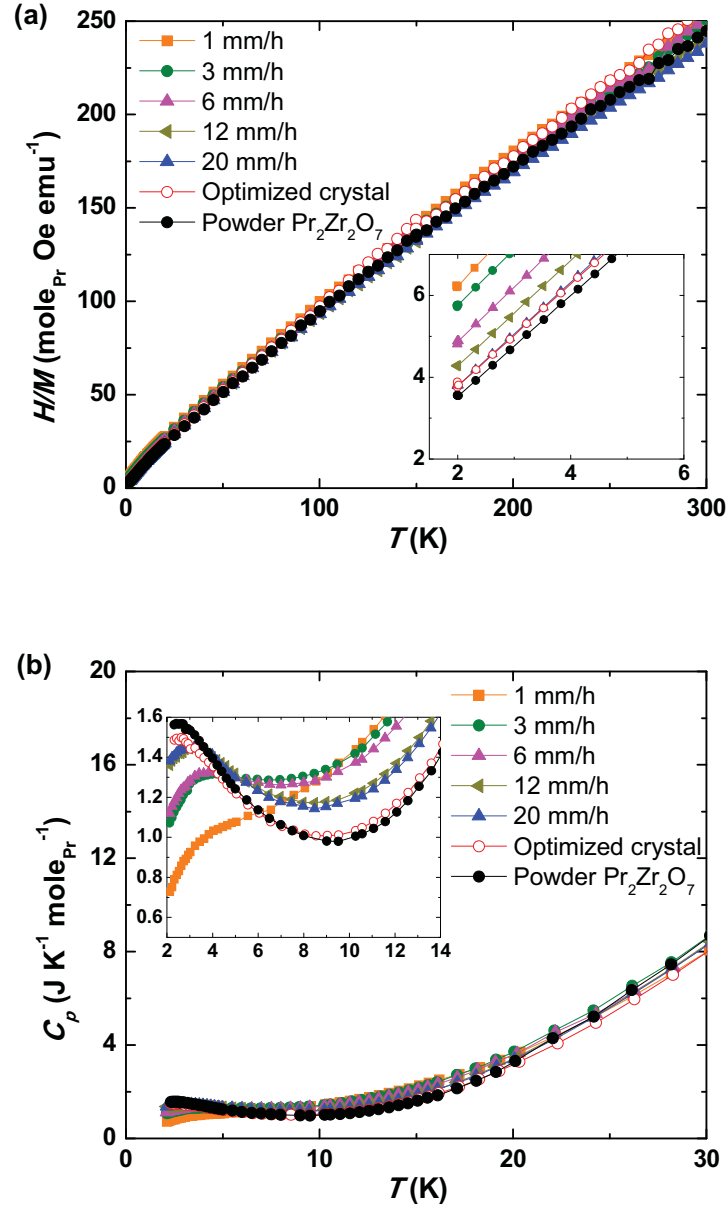 (a)
250
200
150
100
50
0
H/M (mole_Pr Oe emu^-1)
1 mm/h
3 mm/h
6 mm/h
12 mm/h
20 mm/h
Optimized crystal
Powder Pr₂Zr₂O₇
6
4
2
2 4 6
0 100 200 300
T (K)
(b)
20
16
12
8
4
0
C_p (J K^-1 mole_Pr^-1)
1.6
1.4
1.2
1.0
0.8
0.6
2 4 6 8 10 12 14
1 mm/h
3 mm/h
6 mm/h
12 mm/h
20 mm/h
Optimized crystal
Powder Pr₂Zr₂O₇
0 10 20 30
T (K)